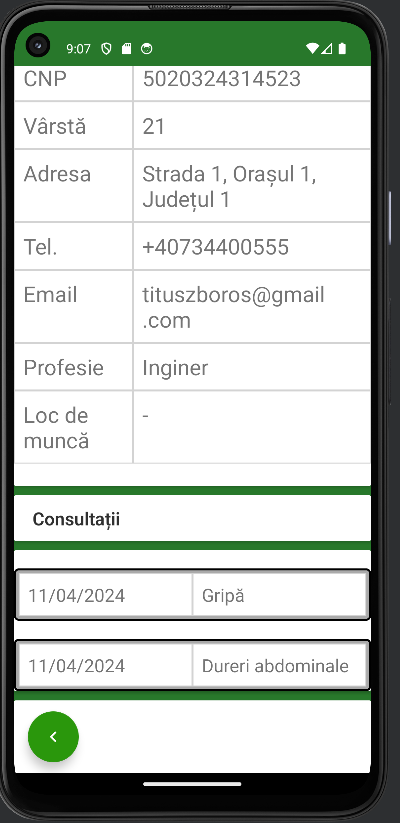 9:07
CNP 5020324314523
Vârstă 21
Adresa Strada 1, Orașul 1,
Județul 1
Tel. +40734400555
Email tituszboros@gmail
.com
Profesie Inginer
Loc de -
muncă
Consultații
11/04/2024 Gripă
11/04/2024 Dureri abdominale